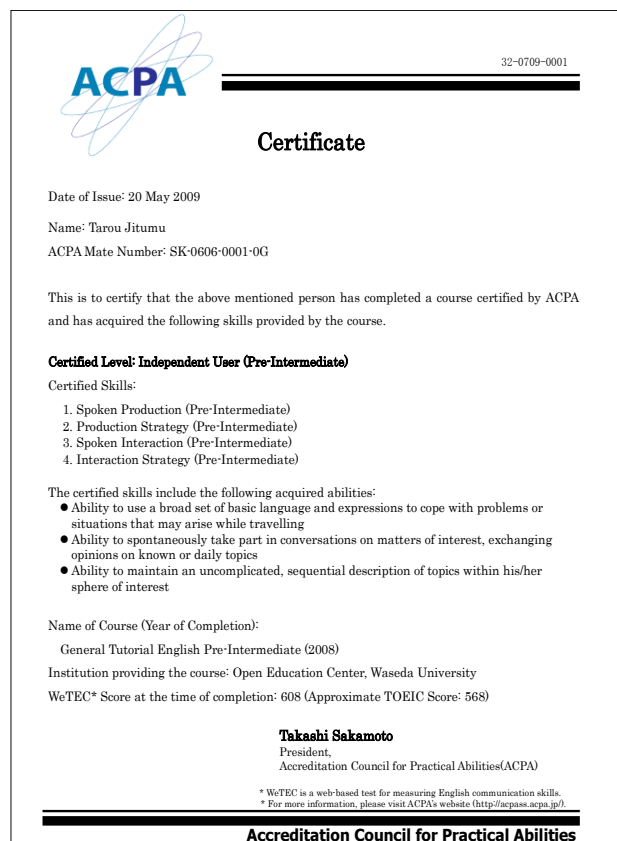 ACPA
32-0709-0001
Certificate
Date of Issue: 20 May 2009
Name: Tarou Jitumu
ACPA Mate Number: SK-0606-0001-0G
This is to certify that the above mentioned person has completed a course certified by ACPA
and has acquired the following skills provided by the course.
Certified Level: Independent User (Pre-Intermediate)
Certified Skills:
1. Spoken Production (Pre-Intermediate)
2. Production Strategy (Pre-Intermediate)
3. Spoken Interaction (Pre-Intermediate)
4. Interaction Strategy (Pre-Intermediate)
The certified skills include the following acquired abilities:
● Ability to use a broad set of basic language and expressions to cope with problems or
situations that may arise while travelling
● Ability to spontaneously take part in conversations on matters of interest, exchanging
opinions on known or daily topics
● Ability to maintain an uncomplicated, sequential description of topics within his/her
sphere of interest
Name of Course (Year of Completion):
General Tutorial English Pre-Intermediate (2008)
Institution providing the course: Open Education Center, Waseda University
WeTEC* Score at the time of completion: 608 (Approximate TOEIC Score: 568)
Takashi Sakamoto
President,
Accreditation Council for Practical Abilities(ACPA)
* WeTEC is a web-based test for measuring English communication skills.
* For more information, please visit ACPA's website (http://acpass.acpa.jp/).
Accreditation Council for Practical Abilities